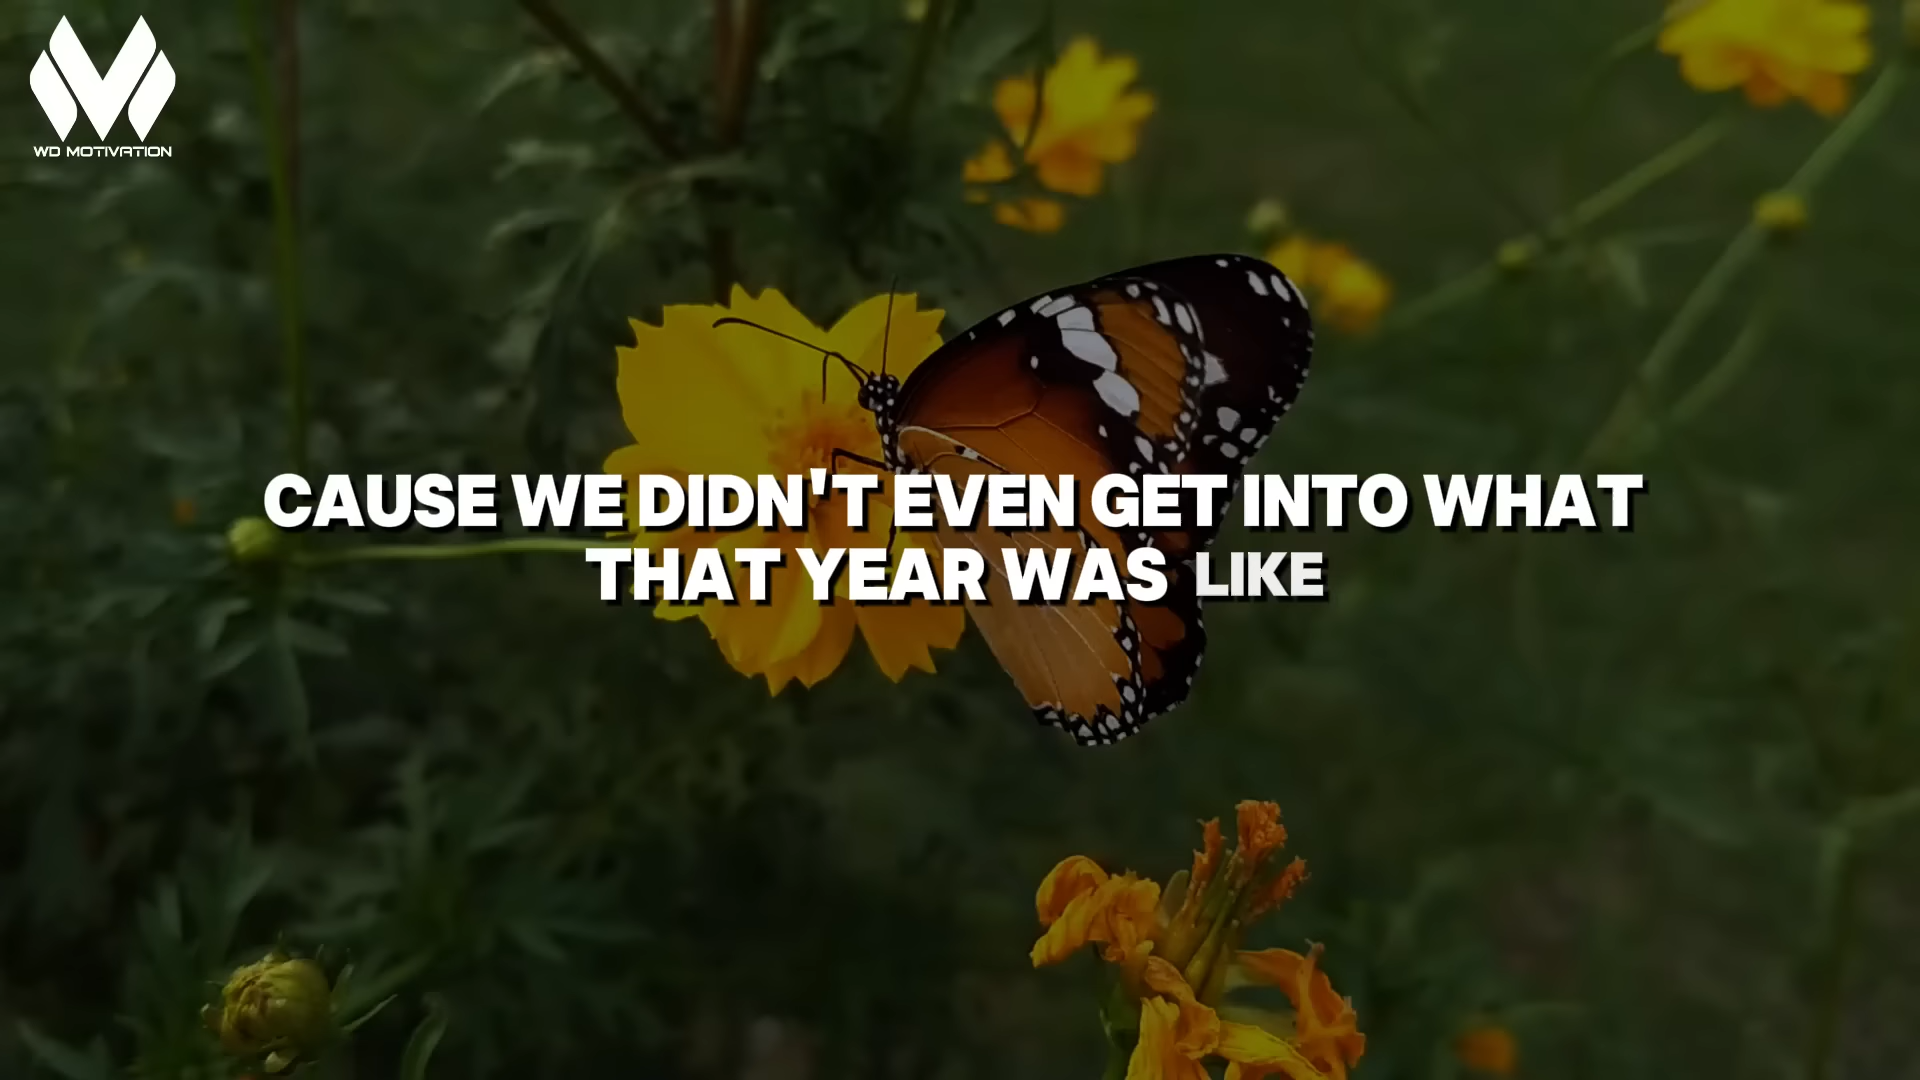 WD MOTIVATION
CAUSE WE DIDN'T EVEN GET INTO WHAT
THAT YEAR WAS LIKE